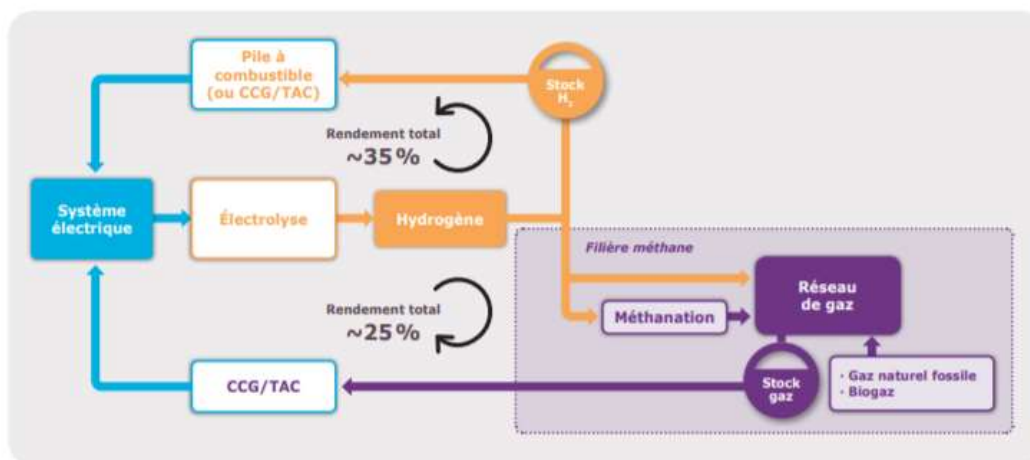 Pile à
combustible
(ou CCG/TAC)
Stock
H₂
Rendement total
~35%
Système
électrique
Électrolyse
Hydrogène
Filière méthane
Réseau
de gaz
Rendement total
~25%
Méthanation
CCG/TAC
Stock
gaz
· Gaz naturel fossile
· Biogaz